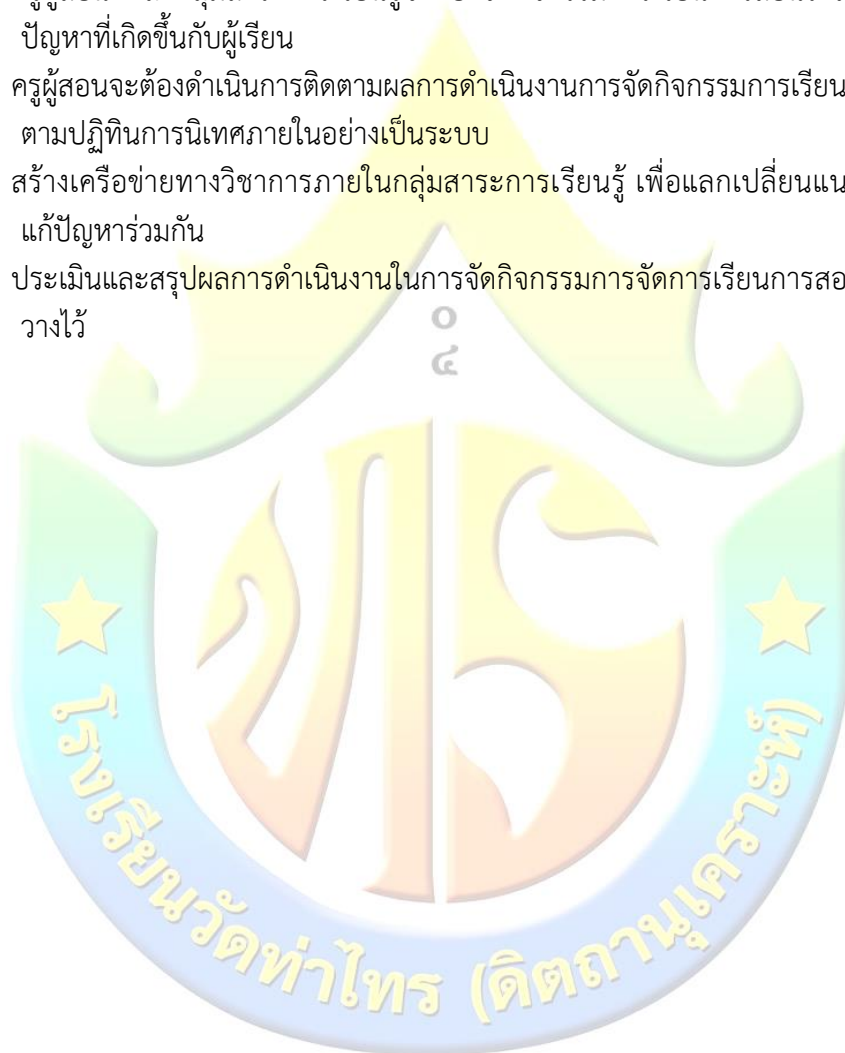 ปัญหาที่เกิดขึ้นกับผู้เรียน
ครูผู้สอนจะต้องดำเนินการติดตามผลการดำเนินงานการจัดกิจกรรมการเรียน
ตามปฏิทินการนิเทศภายในอย่างเป็นระบบ
สร้างเครือข่ายทางวิชาการภายในกลุ่มสาระการเรียนรู้ เพื่อแลกเปลี่ยนแน
แก้ปัญหาร่วมกัน
ประเมินและสรุปผลการดำเนินงานในการจัดกิจกรรมการจัดการเรียนการสอ
วางไว้
๐
๔
ทร
โรงเรียนวัดท่าไทร (ดิตถานุเคราะห์)